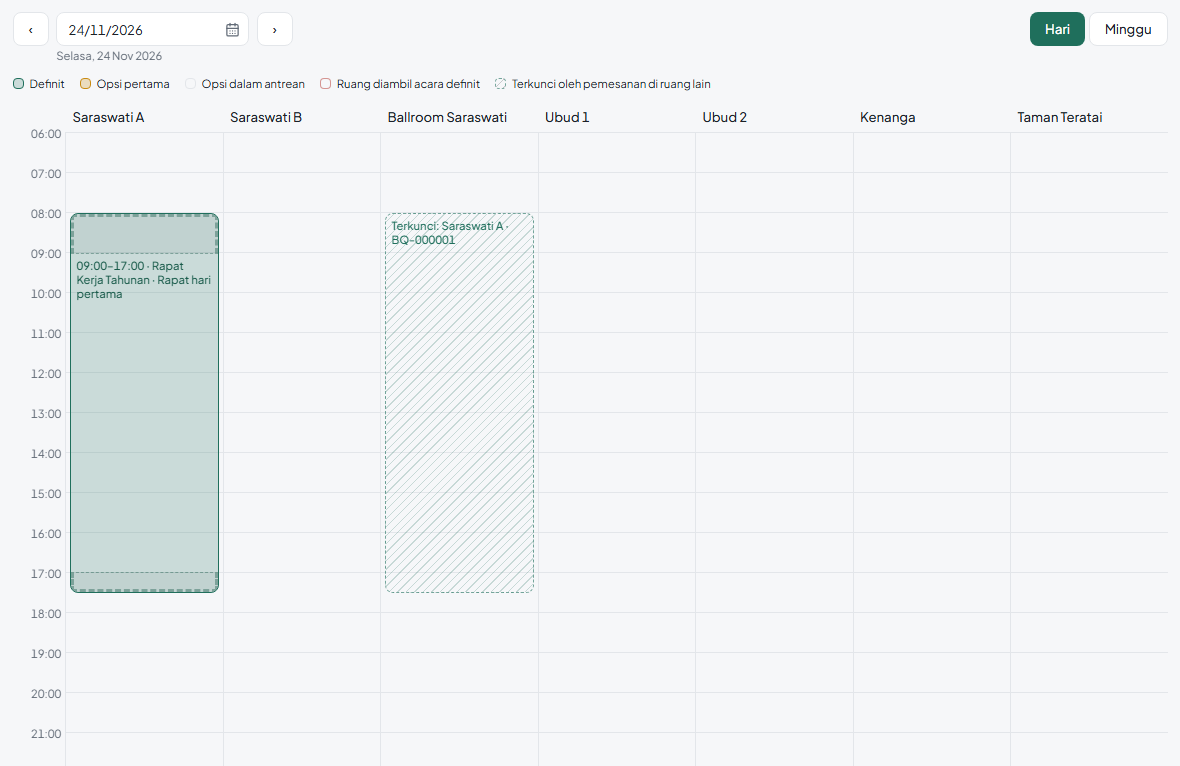 ‹ 24/11/2026 › Hari Minggu
Selasa, 24 Nov 2026
Definit Opsi pertama Opsi dalam antrean Ruang diambil acara definit Terkunci oleh pemesanan di ruang lain
Saraswati A Saraswati B Ballroom Saraswati Ubud 1 Ubud 2 Kenanga Taman Teratai
06:00
07:00
08:00
Terkunci: Saraswati A ·
BQ-000001
09:00
09:00–17:00 · Rapat
Kerja Tahunan · Rapat hari
pertama
10:00
11:00
12:00
13:00
14:00
15:00
16:00
17:00
18:00
19:00
20:00
21:00